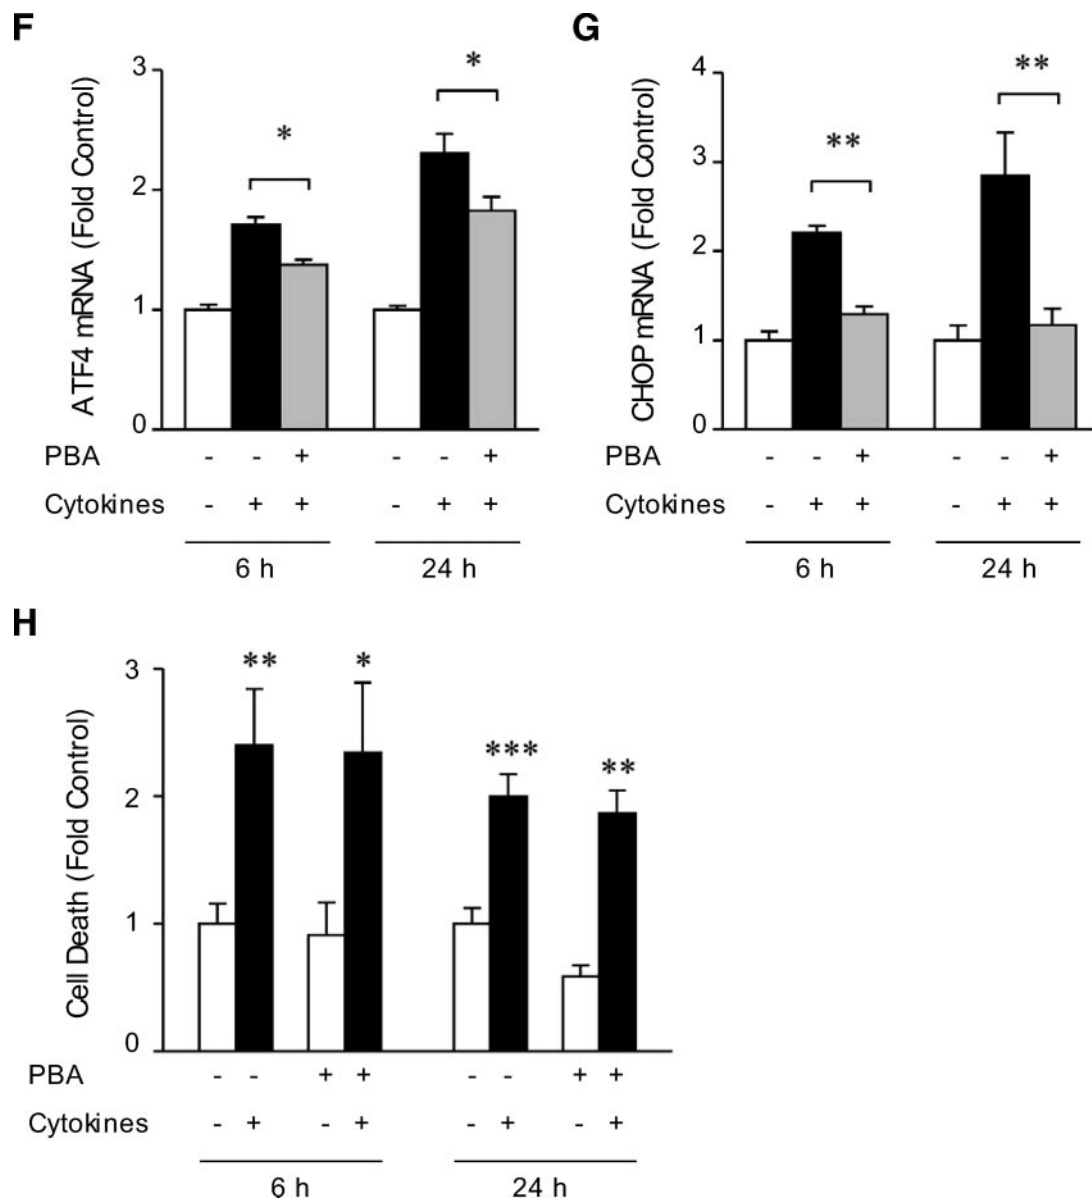 F
ATF4 mRNA (Fold Control)
3
2
1
0
*
*
PBA - - + - - +
Cytokines - + + - + +
6 h 24 h
G
CHOP mRNA (Fold Control)
4
3
2
1
0
**
**
PBA - - + - - +
Cytokines - + + - + +
6 h 24 h
H
Cell Death (Fold Control)
3
2
1
0
** * *** **
PBA - - + + - - + +
Cytokines - + - + - + - +
6 h 24 h